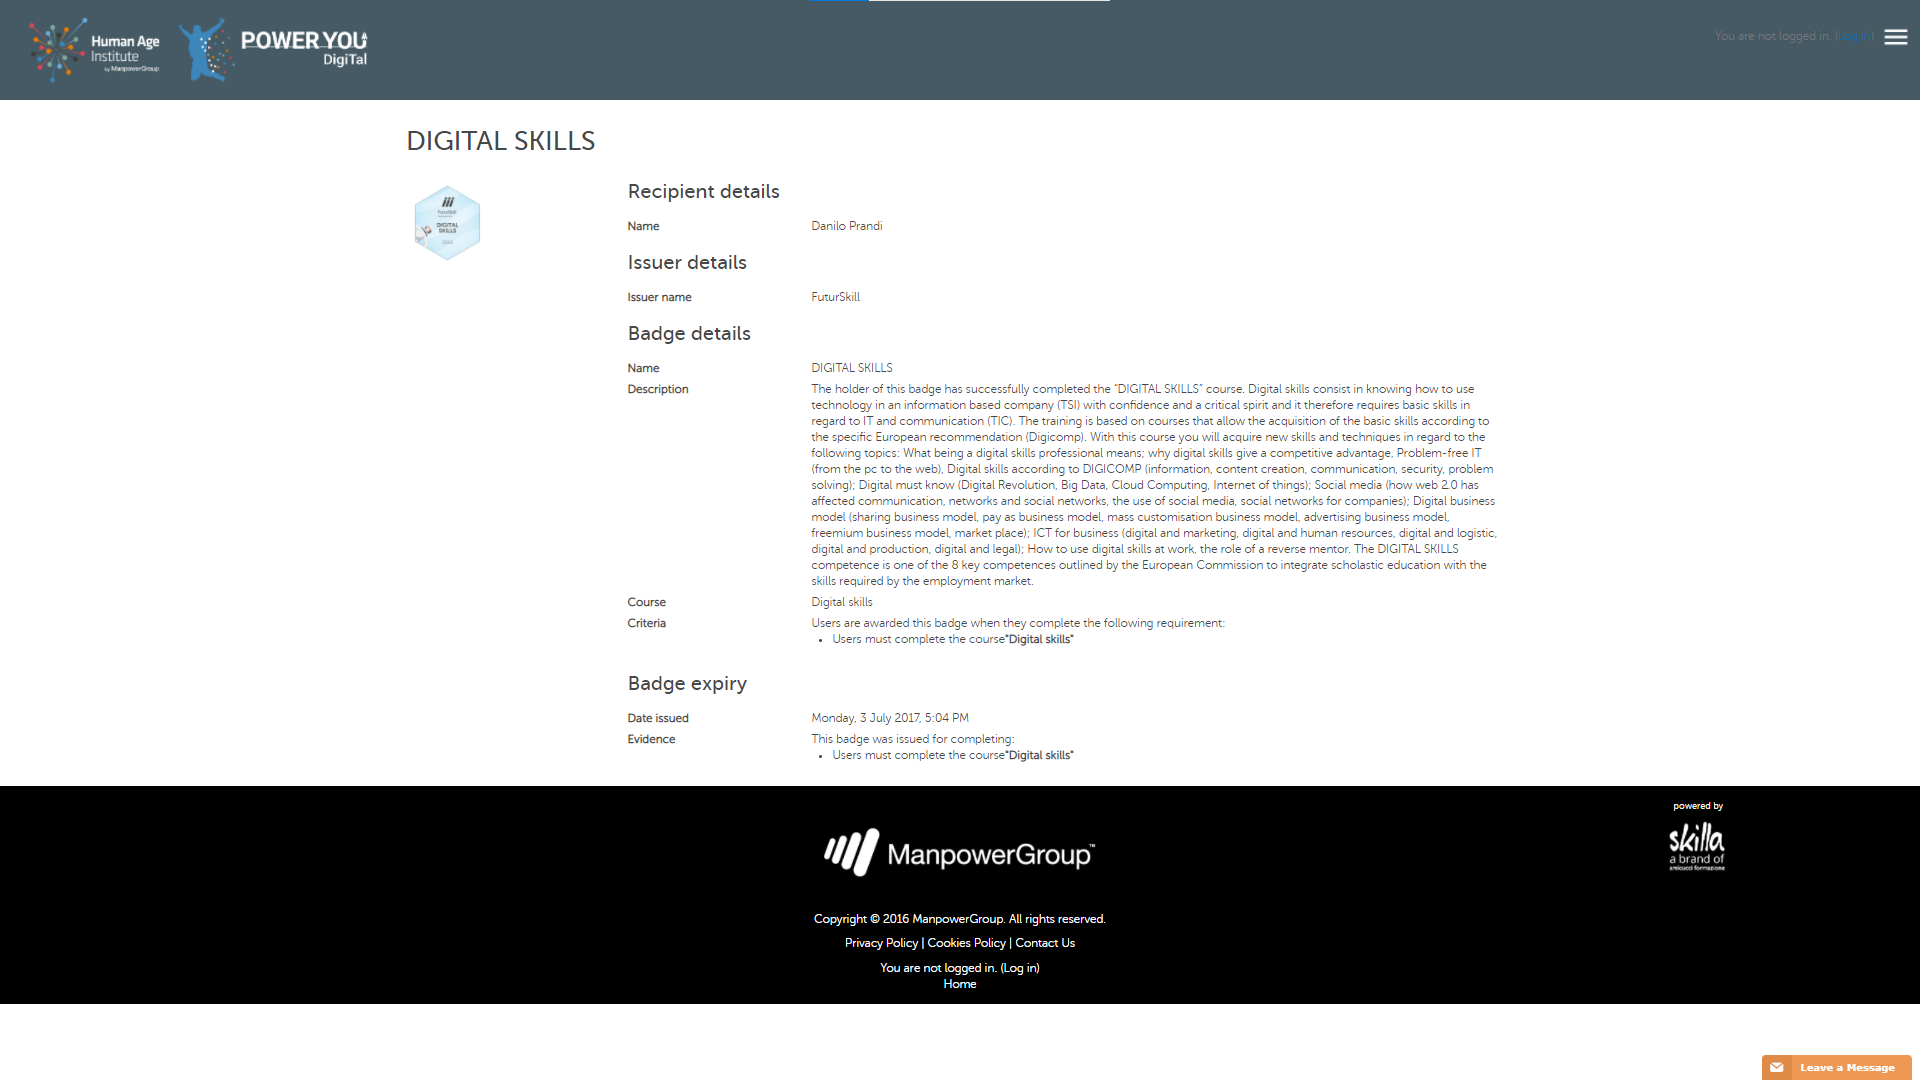 Human Age
Institute
by ManpowerGroup
POWER YOU
DigiTal
You are not logged in. (Log in)
DIGITAL SKILLS
FuturSkill
DIGITAL
SKILLS
Recipient details
Name Danilo Prandi
Issuer details
Issuer name FuturSkill
Badge details
Name DIGITAL SKILLS
Description The holder of this badge has successfully completed the "DIGITAL SKILLS" course. Digital skills consist in knowing how to use
technology in an information based company (TSI) with confidence and a critical spirit and it therefore requires basic skills in
regard to IT and communication (TIC). The training is based on courses that allow the acquisition of the basic skills according to
the specific European recommendation (Digicomp). With this course you will acquire new skills and techniques in regard to the
following topics: What being a digital skills professional means; why digital skills give a competitive advantage, Problem-free IT
(from the pc to the web), Digital skills according to DIGICOMP (information, content creation, communication, security, problem
solving); Digital must know (Digital Revolution, Big Data, Cloud Computing, Internet of things); Social media (how web 2.0 has
affected communication, networks and social networks, the use of social media, social networks for companies); Digital business
model (sharing business model, pay as business model, mass customisation business model, advertising business model,
freemium business model, market place); ICT for business (digital and marketing, digital and human resources, digital and logistic,
digital and production, digital and legal); How to use digital skills at work, the role of a reverse mentor. The DIGITAL SKILLS
competence is one of the 8 key competences outlined by the European Commission to integrate scholastic education with the
skills required by the employment market.
Course Digital skills
Criteria Users are awarded this badge when they complete the following requirement:
• Users must complete the course"Digital skills"
Badge expiry
Date issued Monday, 3 July 2017, 5:04 PM
Evidence This badge was issued for completing:
• Users must complete the course"Digital skills"
powered by
skilla
a brand of
amicucci formazione
ManpowerGroup™
Copyright © 2016 ManpowerGroup. All rights reserved.
Privacy Policy | Cookies Policy | Contact Us
You are not logged in. (Log in)
Home
Leave a Message